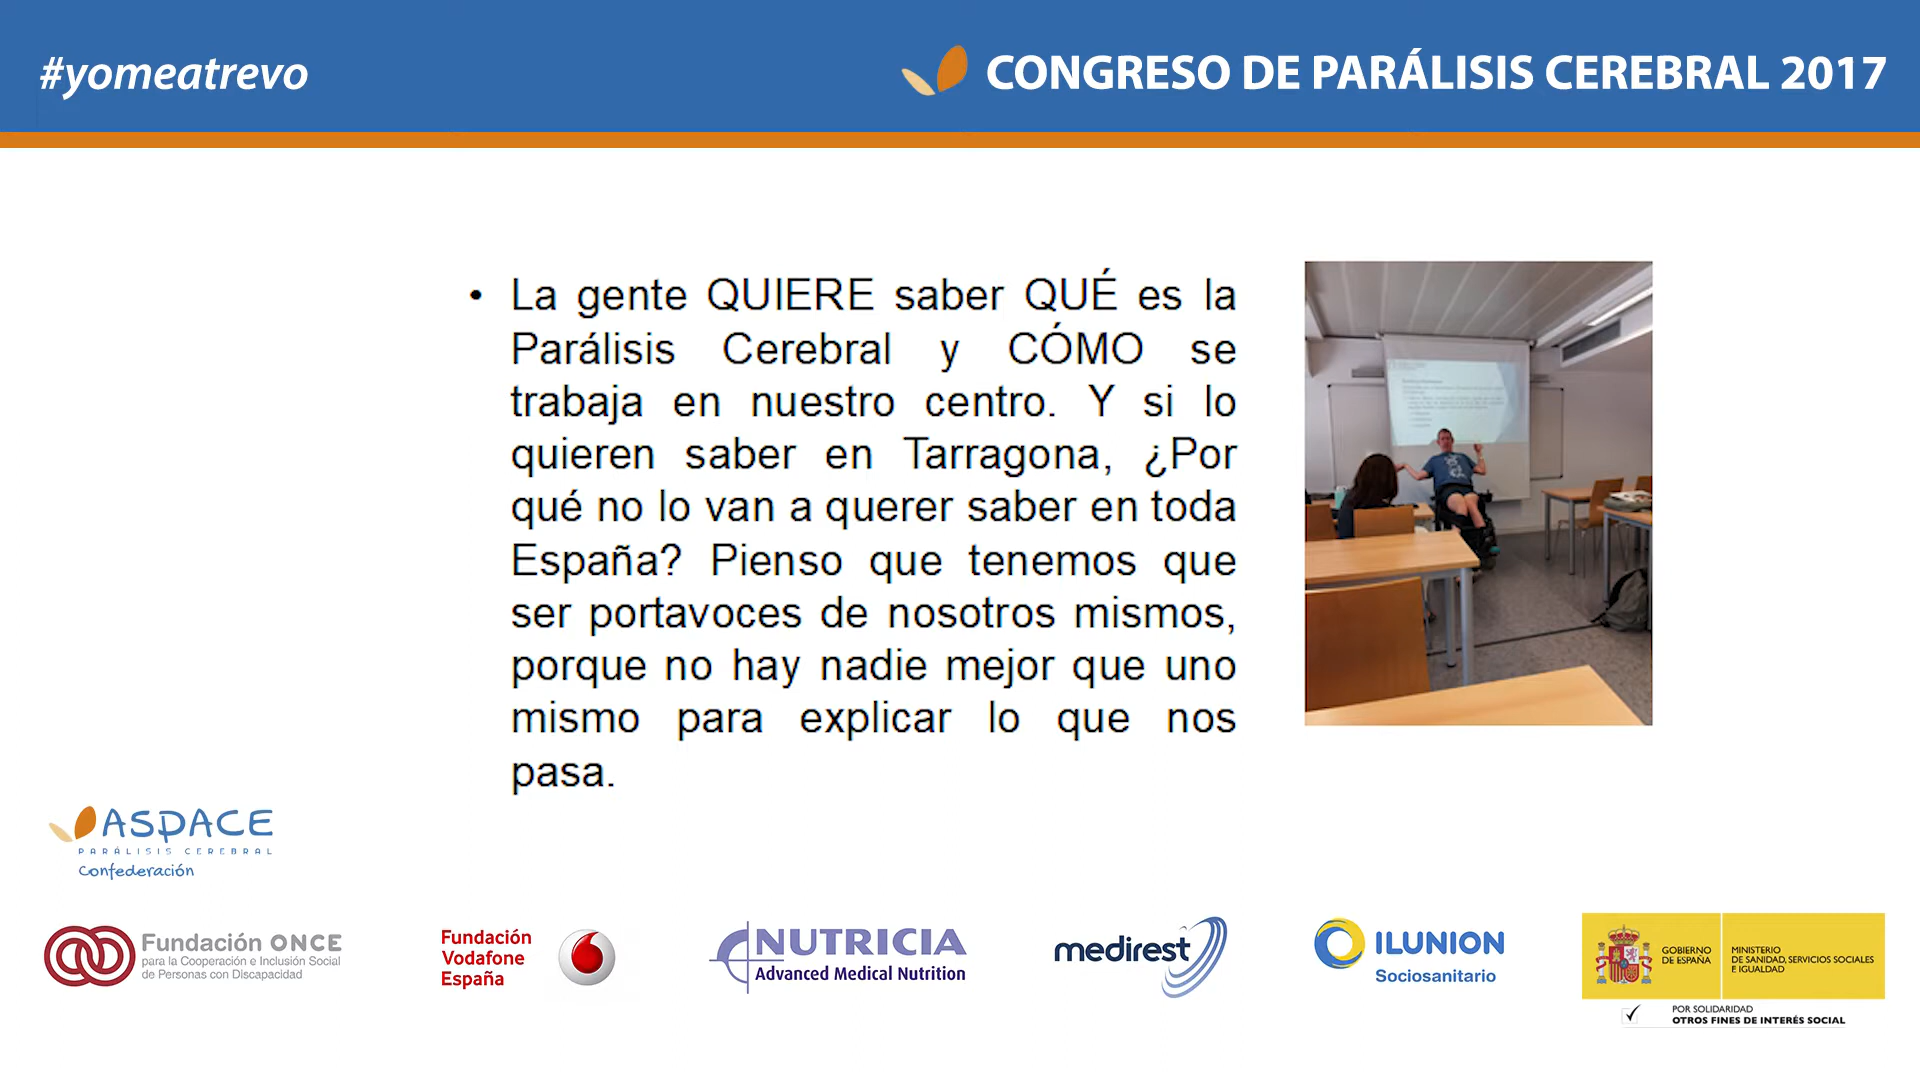 #yomeatrevo
CONGRESO DE PARÁLISIS CEREBRAL 2017
• La gente QUIERE saber QUÉ es la
Parálisis Cerebral y CÓMO se
trabaja en nuestro centro. Y si lo
quieren saber en Tarragona, ¿Por
qué no lo van a querer saber en toda
España? Pienso que tenemos que
ser portavoces de nosotros mismos,
porque no hay nadie mejor que uno
mismo para explicar lo que nos
pasa.
ASPACE
PARÁLISIS CEREBRAL
Confederación
Fundación ONCE
para la Cooperación e Inclusión Social
de Personas con Discapacidad
Fundación
Vodafone
España
NUTRICIA
Advanced Medical Nutrition
medirest
ILUNION
Sociosanitario
GOBIERNO
DE ESPAÑA
MINISTERIO
DE SANIDAD, SERVICIOS SOCIALES
E IGUALDAD
POR SOLIDARIDAD
OTROS FINES DE INTERÉS SOCIAL